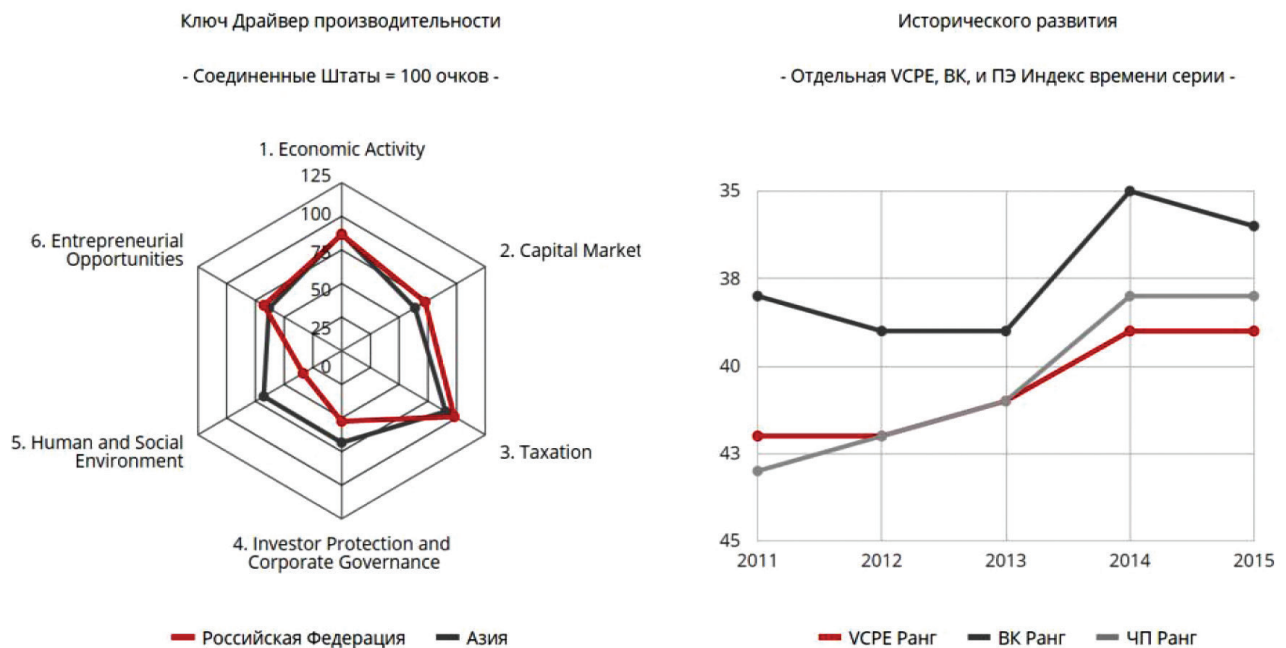 Ключ Драйвер производительности
- Соединенные Штаты = 100 очков -
1. Economic Activity
125
100
75
50
25
0
2. Capital Market
3. Taxation
4. Investor Protection and
Corporate Governance
5. Human and Social
Environment
6. Entrepreneurial
Opportunities
Российская Федерация
Азия
Исторического развития
- Отдельная VCPE, ВК, и ПЭ Индекс времени серии -
35
38
40
43
45
2011
2012
2013
2014
2015
VCPE Ранг
ВК Ранг
ЧП Ранг